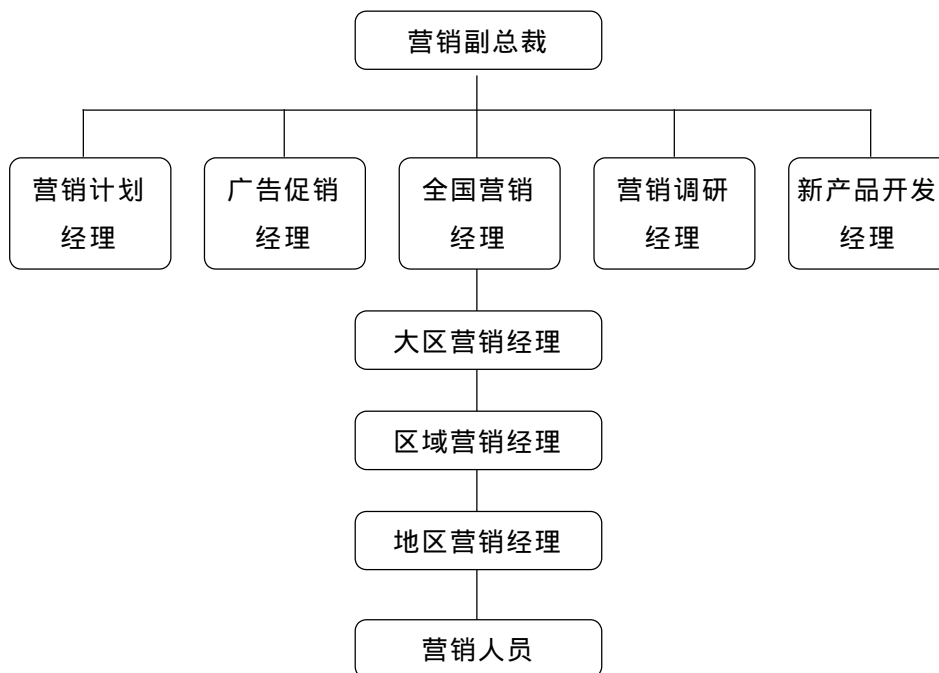 营销副总裁
营销计划
经理
广告促销
经理
全国营销
经理
营销调研
经理
新产品开发
经理
大区营销经理
区域营销经理
地区营销经理
营销人员